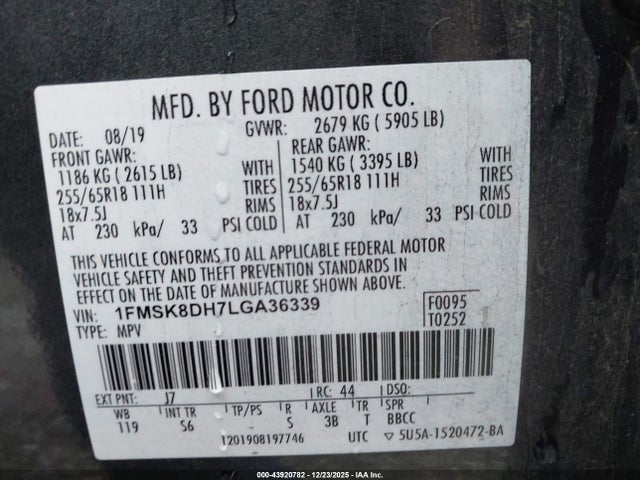 MFD. BY FORD MOTOR CO.
DATE: 08/19 GVWR: 2679 KG ( 5905 LB)
FRONT GAWR: REAR GAWR:
1186 KG ( 2615 LB) WITH 1540 KG ( 3395 LB) WITH
255/65R18 111H TIRES 255/65R18 111H TIRES
18x7.5J RIMS 18x7.5J RIMS
AT 230 kPa/ 33 PSI COLD AT 230 kPa/ 33 PSI COLD
THIS VEHICLE CONFORMS TO ALL APPLICABLE FEDERAL MOTOR
VEHICLE SAFETY AND THEFT PREVENTION STANDARDS IN
EFFECT ON THE DATE OF MANUFACTURE SHOWN ABOVE.
VIN: 1FMSK8DH7LGA36339 F0095
TYPE: MPV T0252
EXT PNT: J7 RC: 44 DSO:
WB INT TR TP/PS R AXLE TR SPR
119 S6 S 3B T BBCC
1201908197746 UTC ▽ 5U5A-1520472-BA
000-43920782 - 12/23/2025 - IAAI.COM